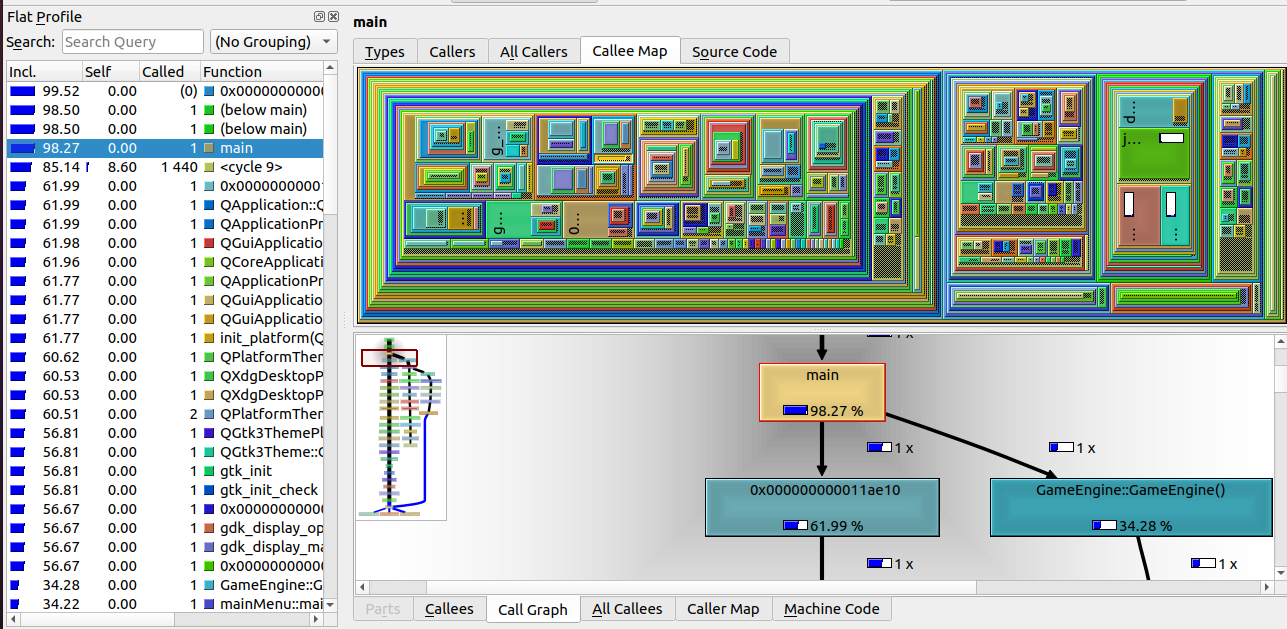 Flat Profile
Search: Search Query (No Grouping)
Incl. Self Called Function
99.52 0.00 (0) 0x00000000000
98.50 0.00 1 (below main)
98.50 0.00 1 (below main)
98.27 0.00 1 main
85.14 8.60 1 440 <cycle 9>
61.99 0.00 1 0x0000000001
61.99 0.00 1 QApplication::Q
61.99 0.00 1 QApplicationPr
61.98 0.00 1 QGuiApplicatio
61.96 0.00 1 QCoreApplicati
61.77 0.00 1 QApplicationPr
61.77 0.00 1 QGuiApplicatio
61.77 0.00 1 QGuiApplicatio
61.77 0.00 1 init_platform(Q
60.62 0.00 1 QPlatformThem
60.53 0.00 1 QXdgDesktopP
60.53 0.00 1 QXdgDesktopP
60.51 0.00 2 QPlatformThem
56.81 0.00 1 QGtk3ThemePl
56.81 0.00 1 QGtk3Theme::Q
56.81 0.00 1 gtk_init
56.81 0.00 1 gtk_init_check
56.67 0.00 1 0x00000000000
56.67 0.00 1 gdk_display_op
56.67 0.00 1 gdk_display_ma
56.67 0.00 1 0x00000000000
34.28 0.00 1 GameEngine::G
34.22 0.00 1 mainMenu::mai
main
Types Callers All Callers Callee Map Source Code
g_...
d...
j...
g...
0...
...
...
main
98.27 %
1 x
1 x
0x000000000011ae10
61.99 %
GameEngine::GameEngine()
34.28 %
1 x
1 x
Parts Callees Call Graph All Callees Caller Map Machine Code